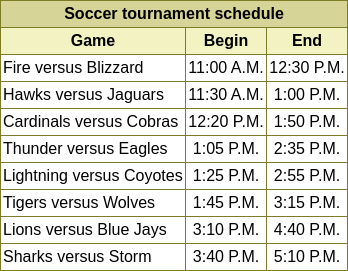 Soccer tournament schedule
Game Begin End
Fire versus Blizzard 11:00 A.M. 12:30 P.M.
Hawks versus Jaguars 11:30 A.M. 1:00 P.M.
Cardinals versus Cobras 12:20 P.M. 1:50 P.M.
Thunder versus Eagles 1:05 P.M. 2:35 P.M.
Lightning versus Coyotes 1:25 P.M. 2:55 P.M.
Tigers versus Wolves 1:45 P.M. 3:15 P.M.
Lions versus Blue Jays 3:10 P.M. 4:40 P.M.
Sharks versus Storm 3:40 P.M. 5:10 P.M.